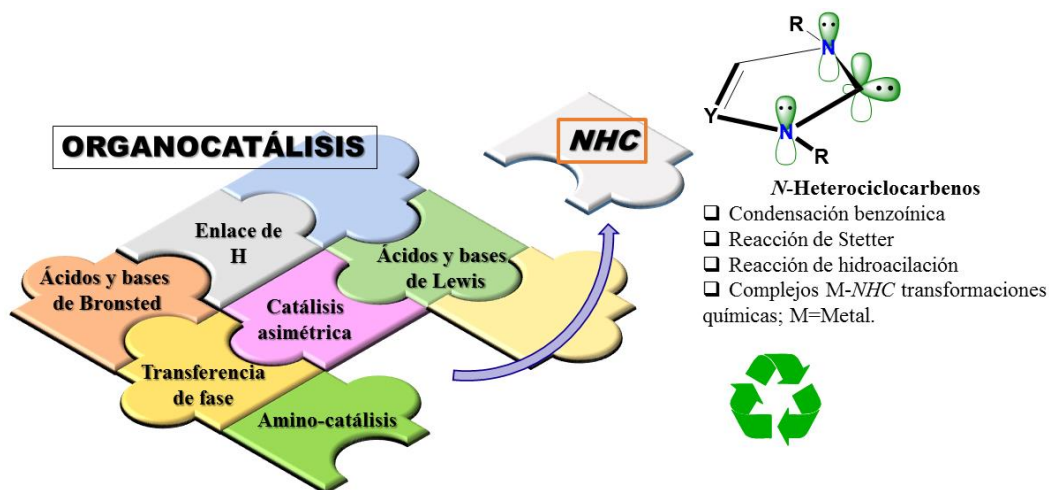 ORGANOCATÁLISIS
Enlace de
H
Ácidos y bases
de Bronsted
Ácidos y bases
de Lewis
Catálisis
asimétrica
Transferencia
de fase
Amino-catálisis
NHC
R
N
Y
N
R
N-Heterociclocarbenos
Condensación benzoínica
Reacción de Stetter
Reacción de hidroacilación
Complejos M-NHC transformaciones
químicas; M=Metal.